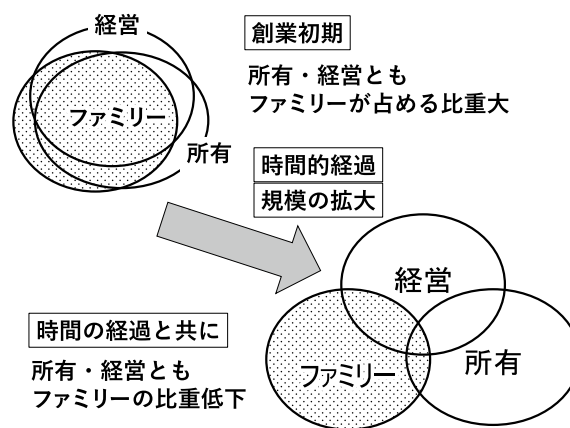 経営
ファミリー
所有
創業初期
所有・経営とも
ファミリーが占める比重大
時間的経過
規模の拡大
経営
ファミリー
所有
時間の経過と共に
所有・経営とも
ファミリーの比重低下